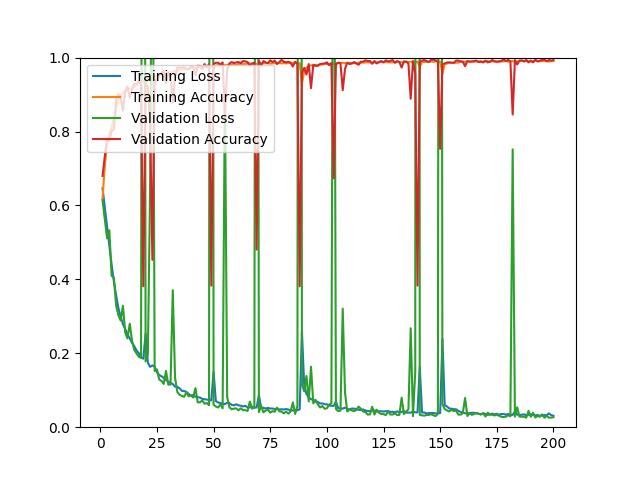 1.0
0.8
0.6
0.4
0.2
0.0
Training Loss
Training Accuracy
Validation Loss
Validation Accuracy
0 25 50 75 100 125 150 175 200